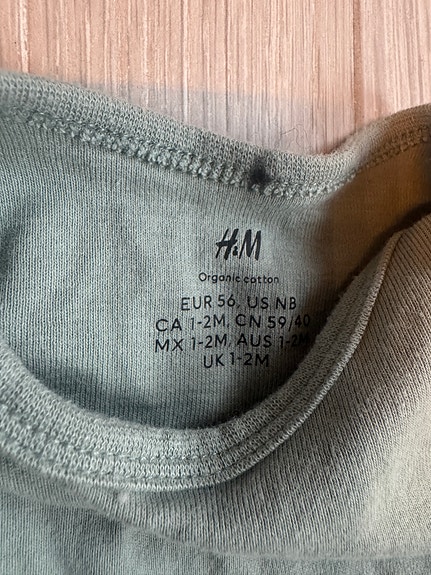 H&M
Organic cotton
EUR 56, US NB
CA 1-2M, CN 59/40
MX 1-2M, AUS 1-2M
UK 1-2M